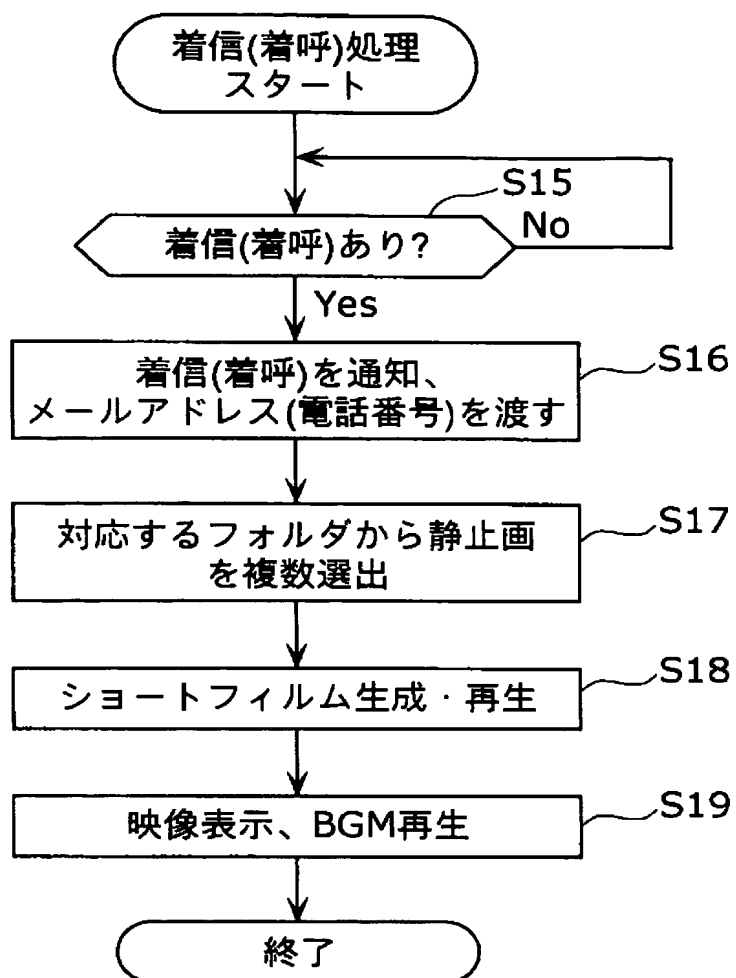 着信(着呼)処理
スタート
S15
着信(着呼)あり?
No
Yes
S16
着信(着呼)を通知、
メールアドレス(電話番号)を渡す
S17
対応するフォルダから静止画
を複数選出
S18
ショートフィルム生成・再生
S19
映像表示、BGM再生
終了